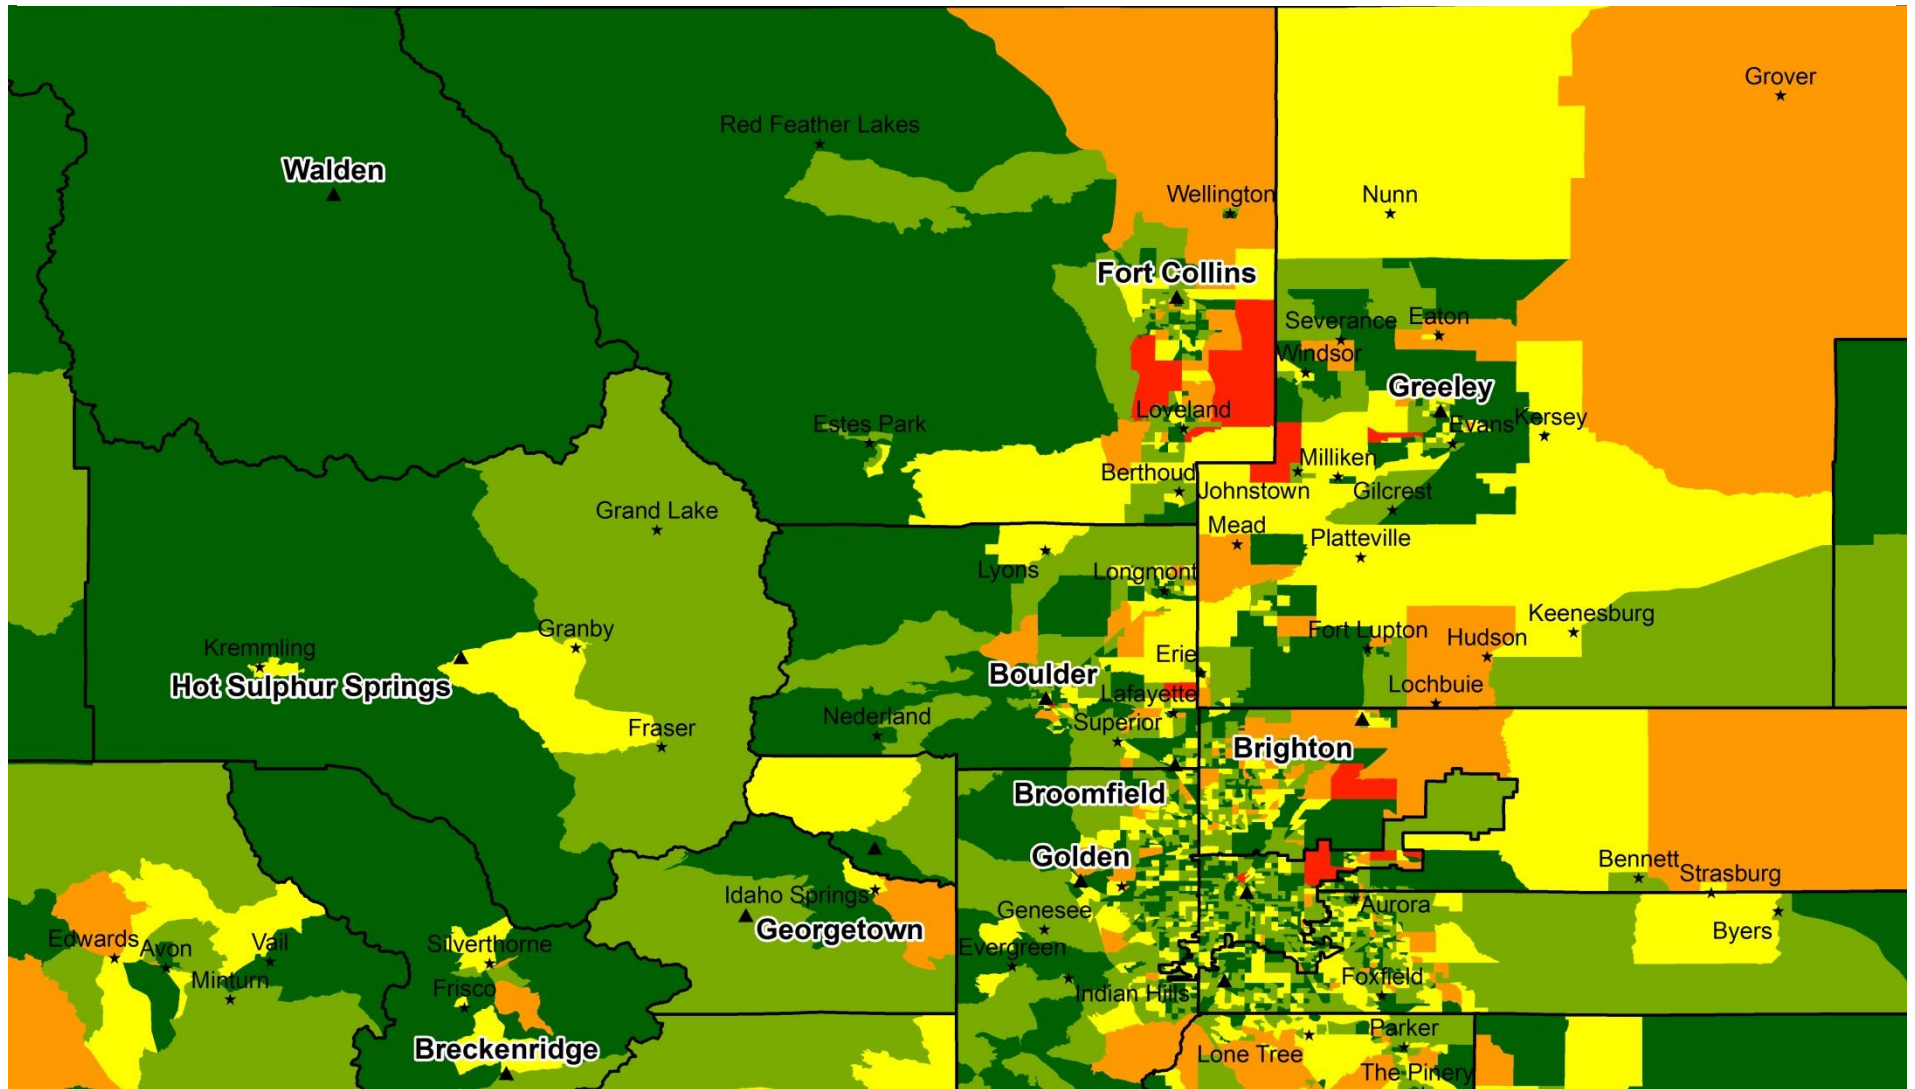 Grover
Red Feather Lakes
Walden
Wellington
Nunn
Fort Collins
Severance
Eaton
Windsor
Greeley
Loveland
Estes Park
Evans
Kersey
Milliken
Berthoud
Johnstown
Gilcrest
Grand Lake
Mead
Platteville
Lyons
Longmont
Keenesburg
Granby
Fort Lupton
Hudson
Kremmling
Erie
Hot Sulphur Springs
Boulder
Lafayette
Lochbuie
Nederland
Superior
Fraser
Brighton
Broomfield
Golden
Bennett
Strasburg
Idaho Springs
Genesee
Aurora
Georgetown
Byers
Edwards
Avon
Vail
Silverthorne
Evergreen
Minturn
Frisco
Indian Hills
Foxfield
Parker
Breckenridge
Lone Tree
The Pinery